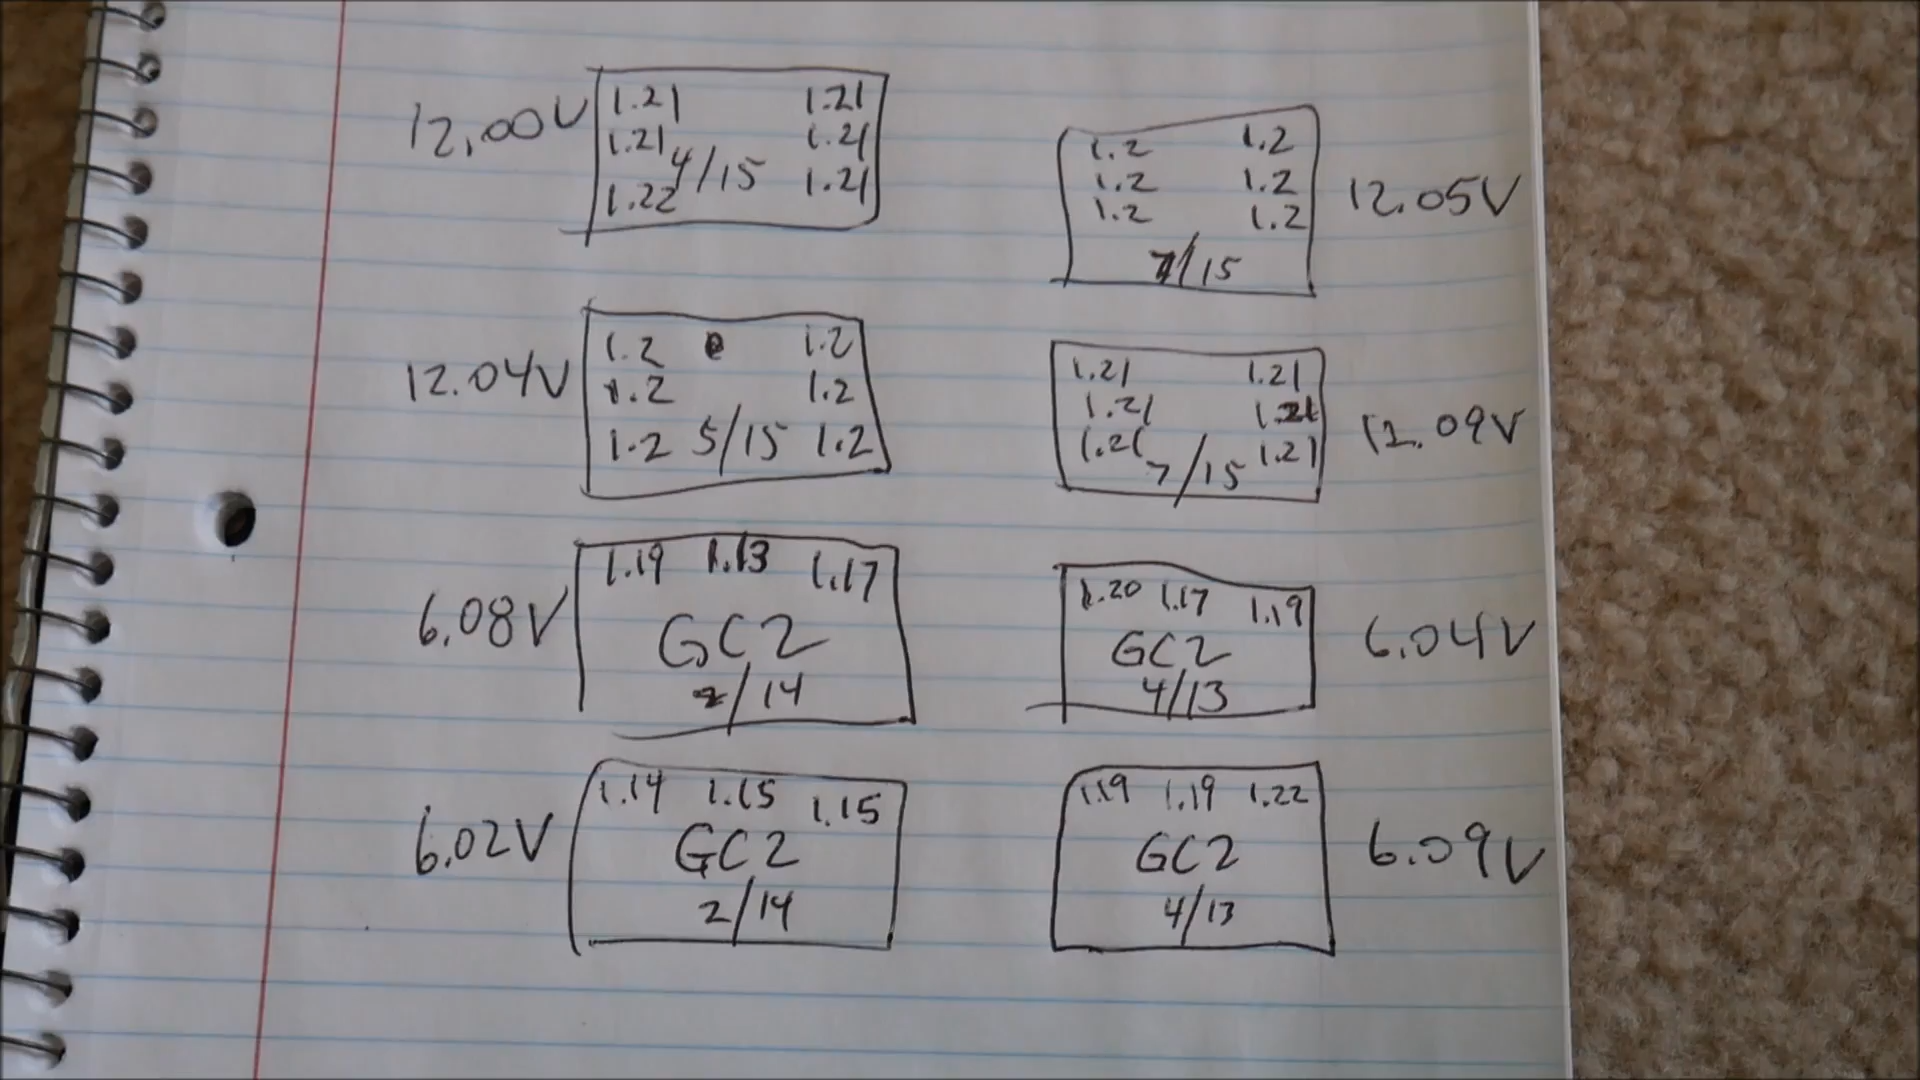 12.00V
1.21 1.21
1.21 1.21
4/15
1.22 1.21
1.2 1.2
1.2 1.2
1.2 1.2
7/15
12.05V
12.04V
1.2 1.2
1.2 1.2
1.2 5/15 1.2
1.21 1.21
1.21 1.21
1.21 1.21
7/15
12.09V
6.08V
1.19 1.13 1.17
GC2
2/14
1.20 1.17 1.19
GC2
4/13
6.04V
6.02V
1.14 1.15 1.15
GC2
2/14
1.19 1.19 1.22
GC2
4/13
6.09V